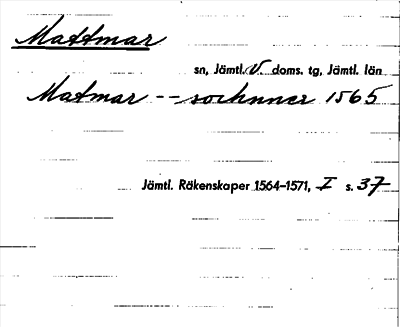 Mattmar
sn, Jämtl. V. doms. tg, Jämtl. län
Matmar -- sochnner 1565
Jämtl. Räkenskaper 1564–1571, I s. 37